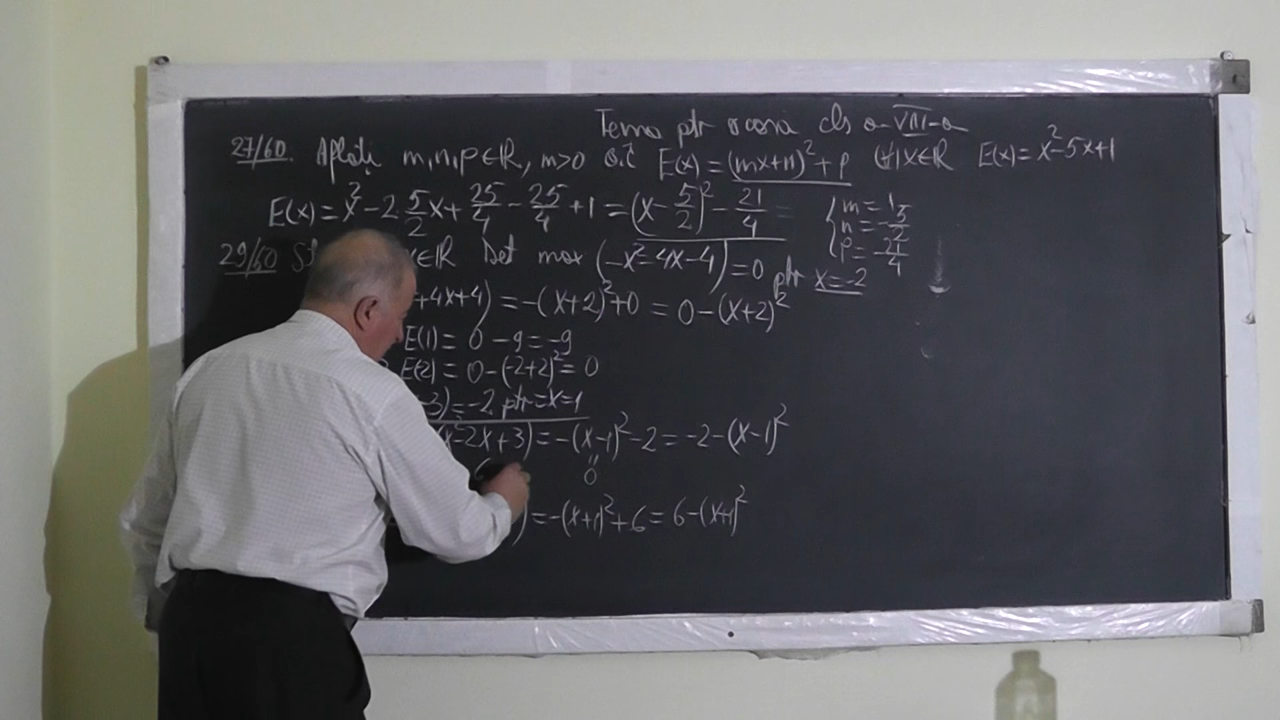 Tema ptr acasă cls a-VIII-a
27/60. Aflați m,n,p∈ℝ, m>0 a.î E(x)=(mx+n)²+p (∀)x∈ℝ E(x)=x²-5x+1
E(x)=x²-2 5/2 x+25/4-25/4+1=(x-5/2)²-21/4 {m=1 n=-5/2 p=-21/4
29/60 x∈ℝ Det max (-x²-4x-4)=0 ptr x=-2
+4x+4)=-(x+2)²+0=0-(x+2)²
E(1)=0-9=-9
E(2)=0-(-2+2)²=0
-3)=-2 ptr=x=1
(x²-2x+3)=-(x-1)²-2=-2-(x-1)²
6 " 0
)=-(x+1)²+6=6-(x+1)²